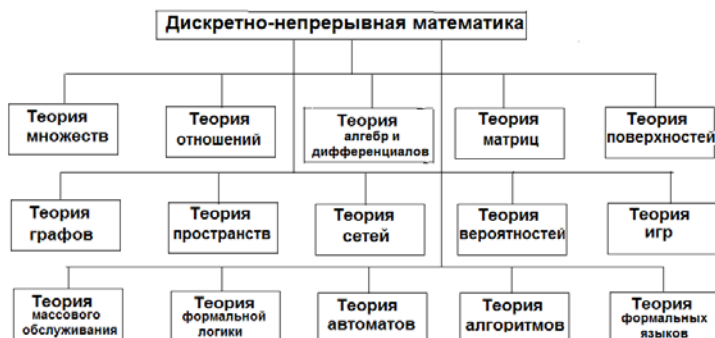 Дискретно-непрерывная математика
Теория
множеств
Теория
отношений
Теория
алгебр и
дифференциалов
Теория
матриц
Теория
поверхностей
Теория
графов
Теория
пространств
Теория
сетей
Теория
вероятностей
Теория
игр
Теория
массового
обслуживания
Теория
формальной
логики
Теория
автоматов
Теория
алгоритмов
Теория
формальных
языков